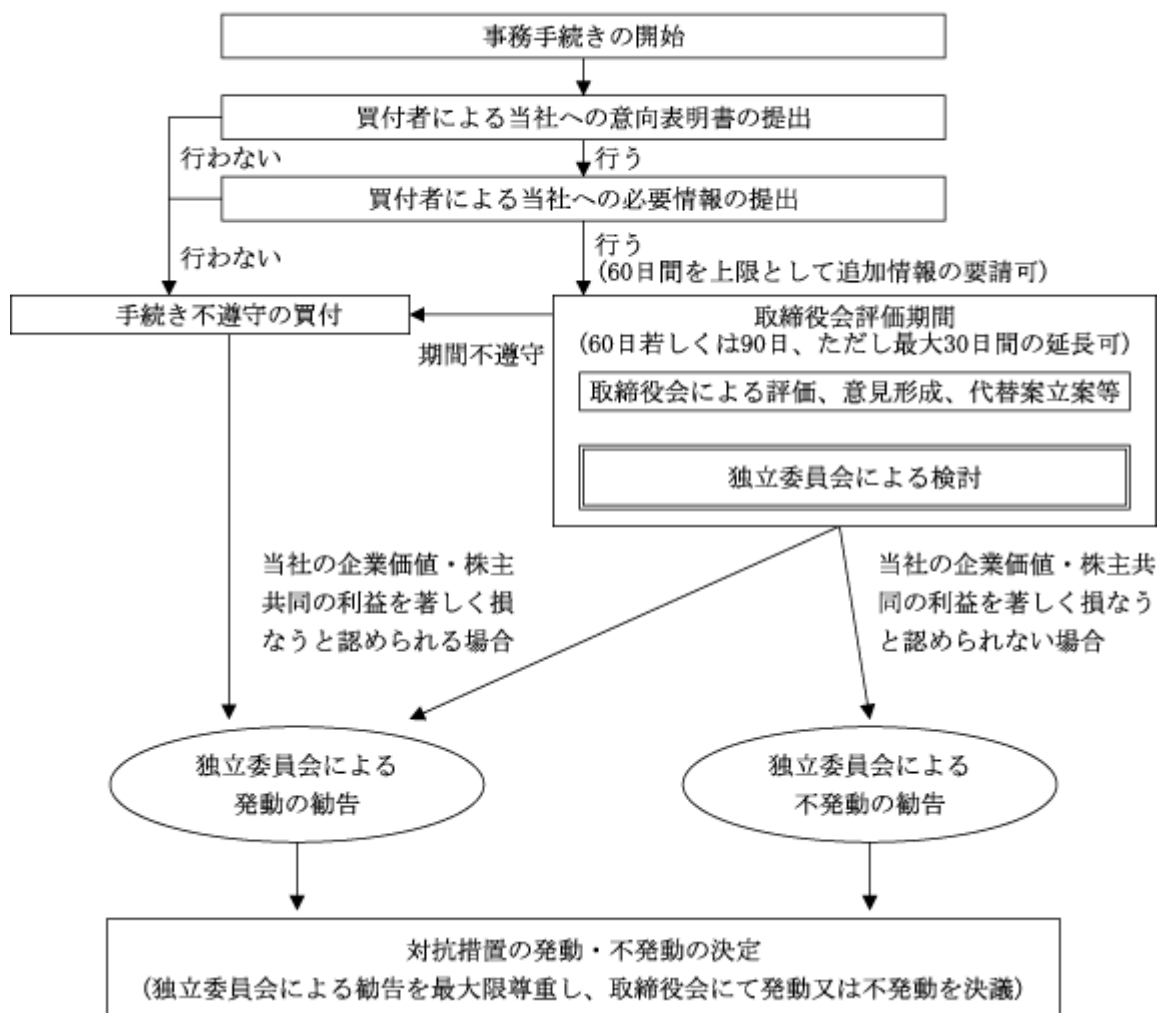 事務手続きの開始
買付者による当社への意向表明書の提出
行わない
行う
買付者による当社への必要情報の提出
行わない
行う
(60日間を上限として追加情報の要請可)
手続き不遵守の買付
期間不遵守
取締役会評価期間
(60日若しくは90日、ただし最大30日間の延長可)
取締役会による評価、意見形成、代替案立案等
独立委員会による検討
当社の企業価値・株主
共同の利益を著しく損
なうと認められる場合
当社の企業価値・株主共
同の利益を著しく損なう
と認められない場合
独立委員会による
発動の勧告
独立委員会による
不発動の勧告
対抗措置の発動・不発動の決定
(独立委員会による勧告を最大限尊重し、取締役会にて発動又は不発動を決議)